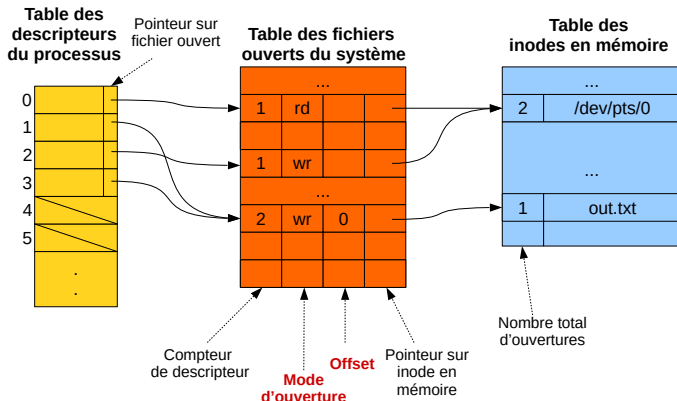 Table des
descripteurs
du processus
Pointeur sur
fichier ouvert
Table des fichiers
ouverts du système
Table des
inodes en mémoire
0
1
2
3
4
5
.
.
...
1 rd
1 wr
...
2 wr 0
...
2 /dev/pts/0
...
1 out.txt
Compteur
de descripteur
Mode
d'ouverture
Offset
Pointeur sur
inode en
mémoire
Nombre total
d'ouvertures